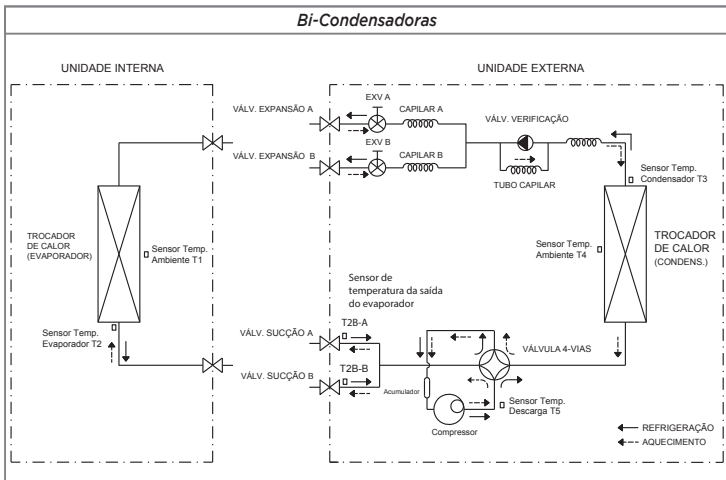 Bi-Condensadoras
UNIDADE INTERNA
UNIDADE EXTERNA
EXV A
CAPILAR A
VÁLV. EXPANSÃO A
VÁLV. VERIFICAÇÃO
EXV B
CAPILAR B
VÁLV. EXPANSÃO B
TUBO CAPILAR
Sensor Temp.
Condensador T3
TROCADOR
DE CALOR
(EVAPORADOR)
Sensor Temp.
Ambiente T1
Sensor Temp.
Ambiente T4
TROCADOR
DE CALOR
(CONDENS.)
Sensor de
temperatura da saída
do evaporador
Sensor Temp.
Evaporador T2
VÁLV. SUCÇÃO A
T2B-A
VÁLVULA 4-VIAS
VÁLV. SUCÇÃO B
T2B-B
Acumulador
Sensor Temp.
Descarga T5
Compressor
REFRIGERAÇÃO
AQUECIMENTO